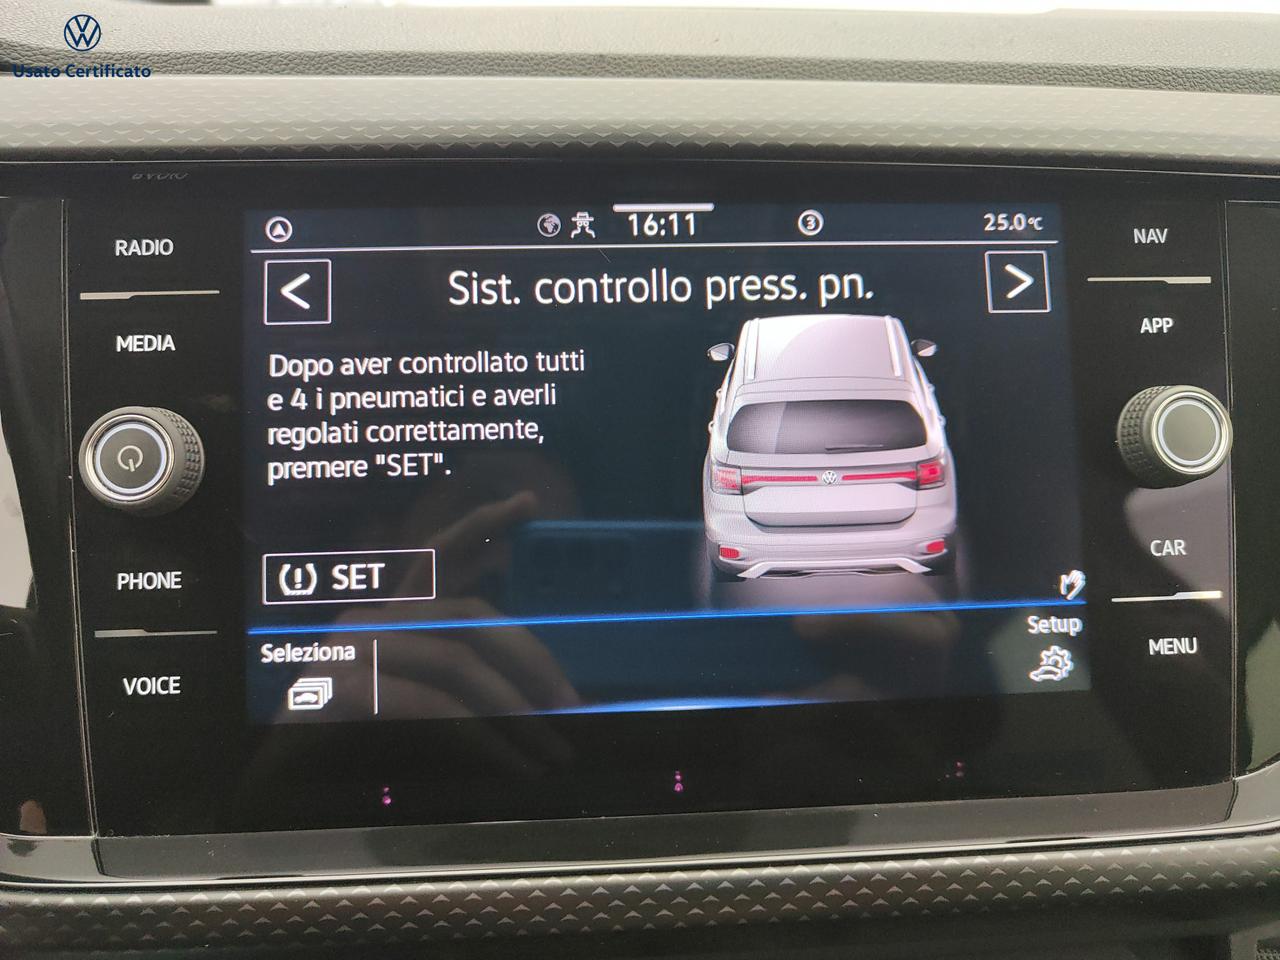 Usato Certificato
RADIO
MEDIA
PHONE
VOICE
16:11
3
25.0°C
Sist. controllo press. pn.
Dopo aver controllato tutti
e 4 i pneumatici e averli
regolati correttamente,
premere "SET".
SET
Seleziona
Setup
NAV
APP
CAR
MENU